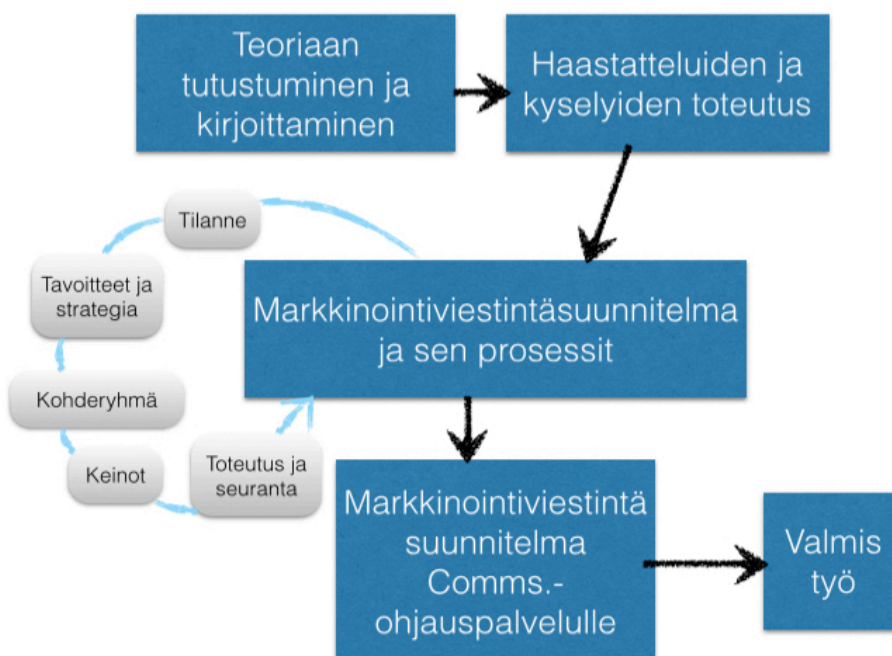 Teoriaan
tutustuminen ja
kirjoittaminen
Haastatteluiden ja
kyselyiden toteutus
Tilanne
Tavoitteet ja
strategia
Kohderyhmä
Keinot
Toteutus ja
seuranta
Markkinointiviestintäsuunnitelma
ja sen prosessit
Markkinointiviestintä
suunnitelma
Comms.-
ohjauspalvelulle
Valmis
työ